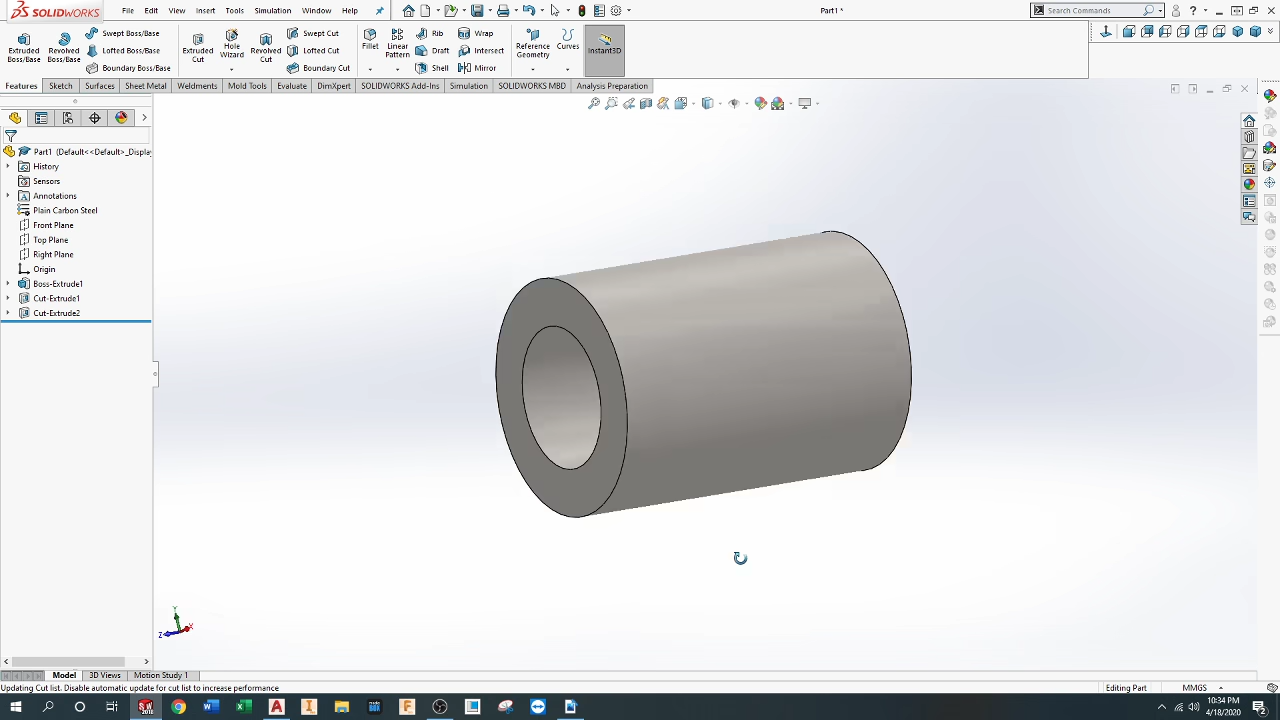 SOLIDWORKS File Edit View Insert Tools Simulation Window Help Part1 * Search Commands
Extruded Boss/Base Revolved Boss/Base Swept Boss/Base Lofted Boss/Base Boundary Boss/Base Extruded Cut Hole Wizard Revolved Cut Swept Cut Lofted Cut Boundary Cut Fillet Linear Pattern Rib Draft Shell Wrap Intersect Mirror Reference Geometry Curves Instant3D
Features Sketch Surfaces Sheet Metal Weldments Mold Tools Evaluate DimXpert SOLIDWORKS Add-Ins Simulation SOLIDWORKS MBD Analysis Preparation
Part1 (Default<<Default>_Display
History
Sensors
Annotations
Plain Carbon Steel
Front Plane
Top Plane
Right Plane
Origin
Boss-Extrude1
Cut-Extrude1
Cut-Extrude2
Y
Z X
Model 3D Views Motion Study 1
Updating Cut list. Disable automatic update for cut list to increase performance Editing Part MMGS
10:34 PM
4/18/2020